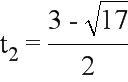 t₂ = (3 - √17) / 2